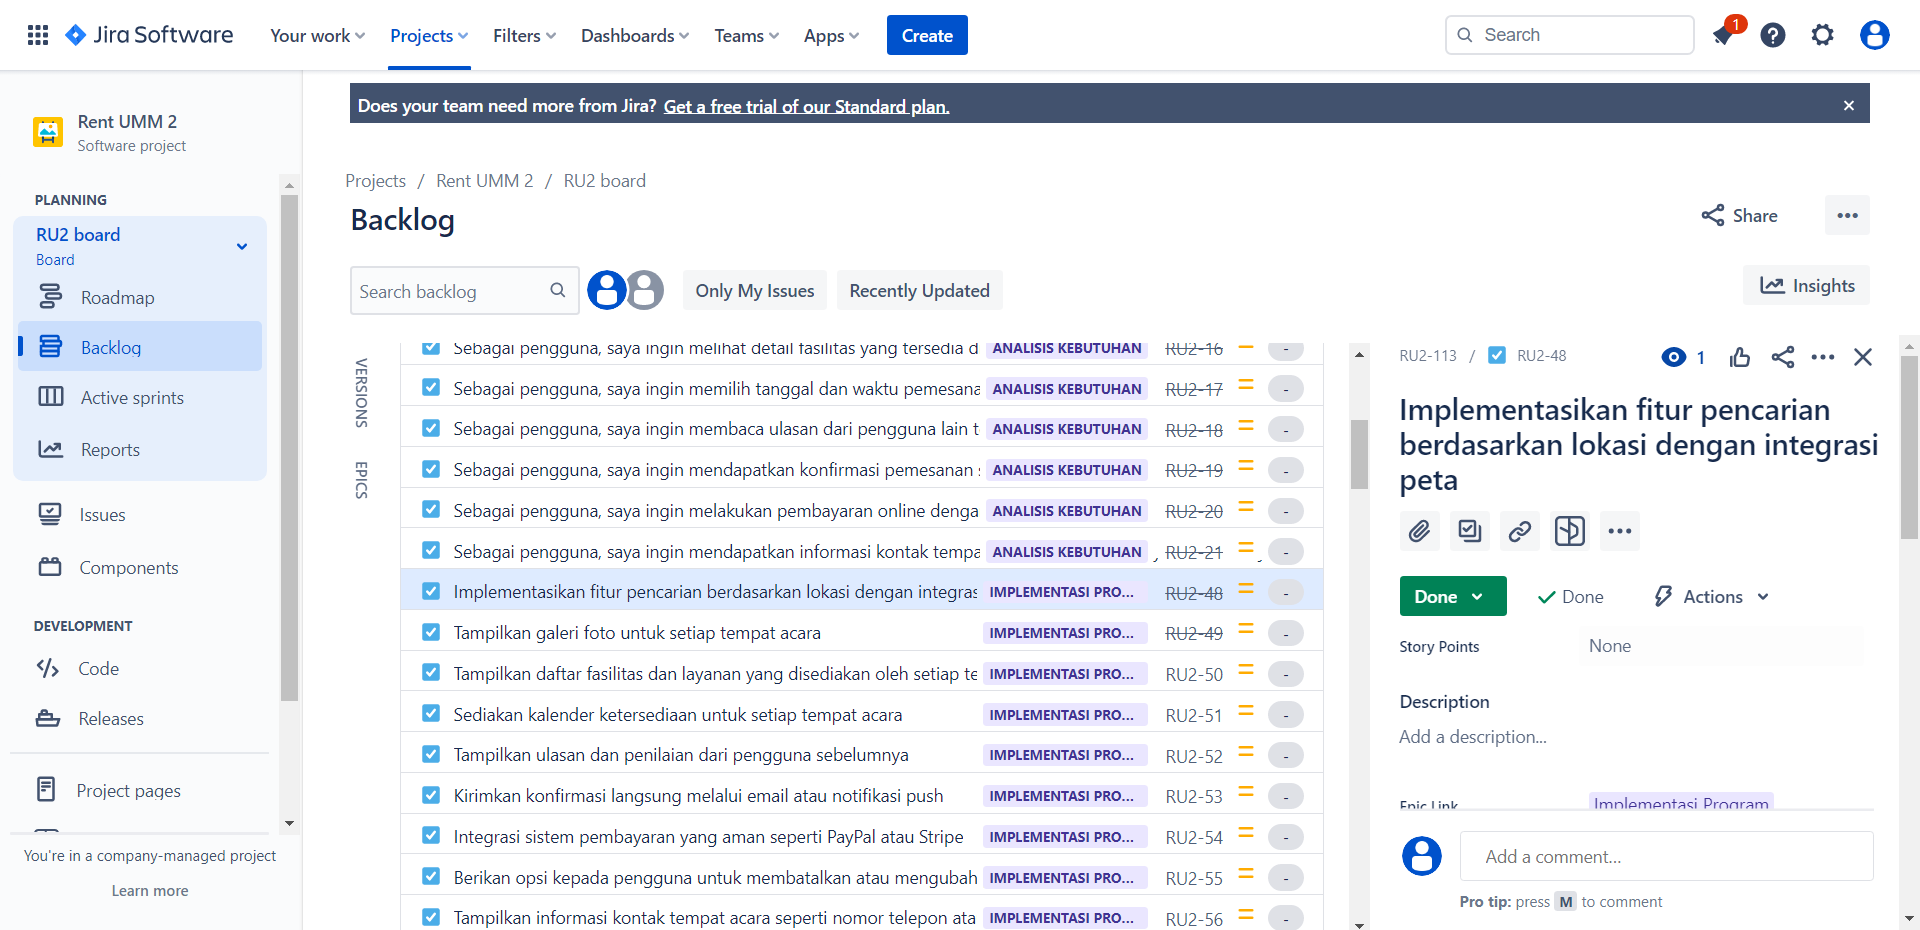 Jira Software
Your work
Projects
Filters
Dashboards
Teams
Apps
Create
Search
1
Rent UMM 2
Software project
PLANNING
RU2 board
Board
Roadmap
Backlog
Active sprints
Reports
Issues
Components
DEVELOPMENT
Code
Releases
Project pages
You're in a company-managed project
Learn more
Does your team need more from Jira? Get a free trial of our Standard plan.
Projects / Rent UMM 2 / RU2 board
Backlog
Share
Search backlog
Only My Issues
Recently Updated
Insights
VERSIONS
EPICS
Sebagai pengguna, saya ingin melihat detail fasilitas yang tersedia d ANALISIS KEBUTUHAN RU2-16 -
Sebagai pengguna, saya ingin memilih tanggal dan waktu pemesana ANALISIS KEBUTUHAN RU2-17 -
Sebagai pengguna, saya ingin membaca ulasan dari pengguna lain t ANALISIS KEBUTUHAN RU2-18 -
Sebagai pengguna, saya ingin mendapatkan konfirmasi pemesanan s ANALISIS KEBUTUHAN RU2-19 -
Sebagai pengguna, saya ingin melakukan pembayaran online denga ANALISIS KEBUTUHAN RU2-20 -
Sebagai pengguna, saya ingin mendapatkan informasi kontak tempa ANALISIS KEBUTUHAN RU2-21 -
Implementasikan fitur pencarian berdasarkan lokasi dengan integras IMPLEMENTASI PRO... RU2-48 -
Tampilkan galeri foto untuk setiap tempat acara IMPLEMENTASI PRO... RU2-49 -
Tampilkan daftar fasilitas dan layanan yang disediakan oleh setiap te IMPLEMENTASI PRO... RU2-50 -
Sediakan kalender ketersediaan untuk setiap tempat acara IMPLEMENTASI PRO... RU2-51 -
Tampilkan ulasan dan penilaian dari pengguna sebelumnya IMPLEMENTASI PRO... RU2-52 -
Kirimkan konfirmasi langsung melalui email atau notifikasi push IMPLEMENTASI PRO... RU2-53 -
Integrasi sistem pembayaran yang aman seperti PayPal atau Stripe IMPLEMENTASI PRO... RU2-54 -
Berikan opsi kepada pengguna untuk membatalkan atau mengubah IMPLEMENTASI PRO... RU2-55 -
Tampilkan informasi kontak tempat acara seperti nomor telepon ata IMPLEMENTASI PRO... RU2-56 -
RU2-113 / RU2-48
1
Implementasikan fitur pencarian
berdasarkan lokasi dengan integrasi
peta
Done
Done
Actions
Story Points None
Description
Add a description...
Epic Link Implementasi Program
Add a comment...
Pro tip: press M to comment